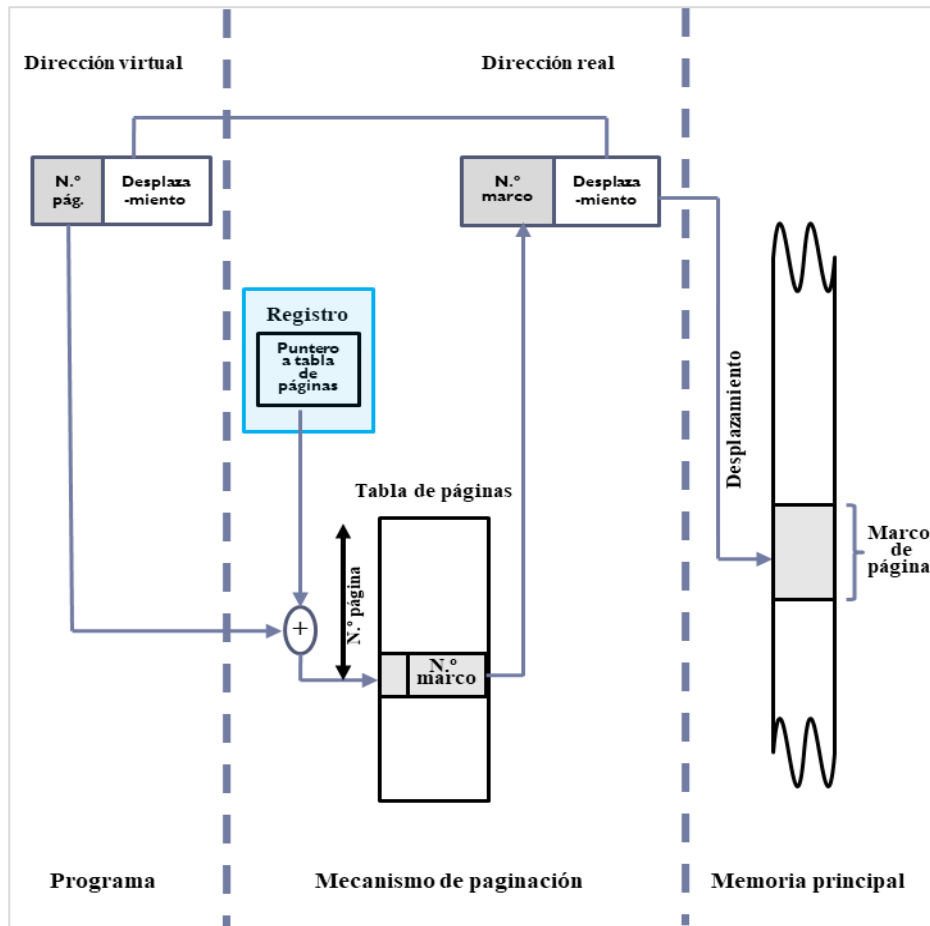 Dirección virtual
Dirección real
N.º
pág.
Desplaza
-miento
N.º
marco
Desplaza
-miento
Registro
Puntero
a tabla
de
páginas
Desplazamiento
Tabla de páginas
N.º página
+
N.º
marco
Marco
de
página
Programa
Mecanismo de paginación
Memoria principal